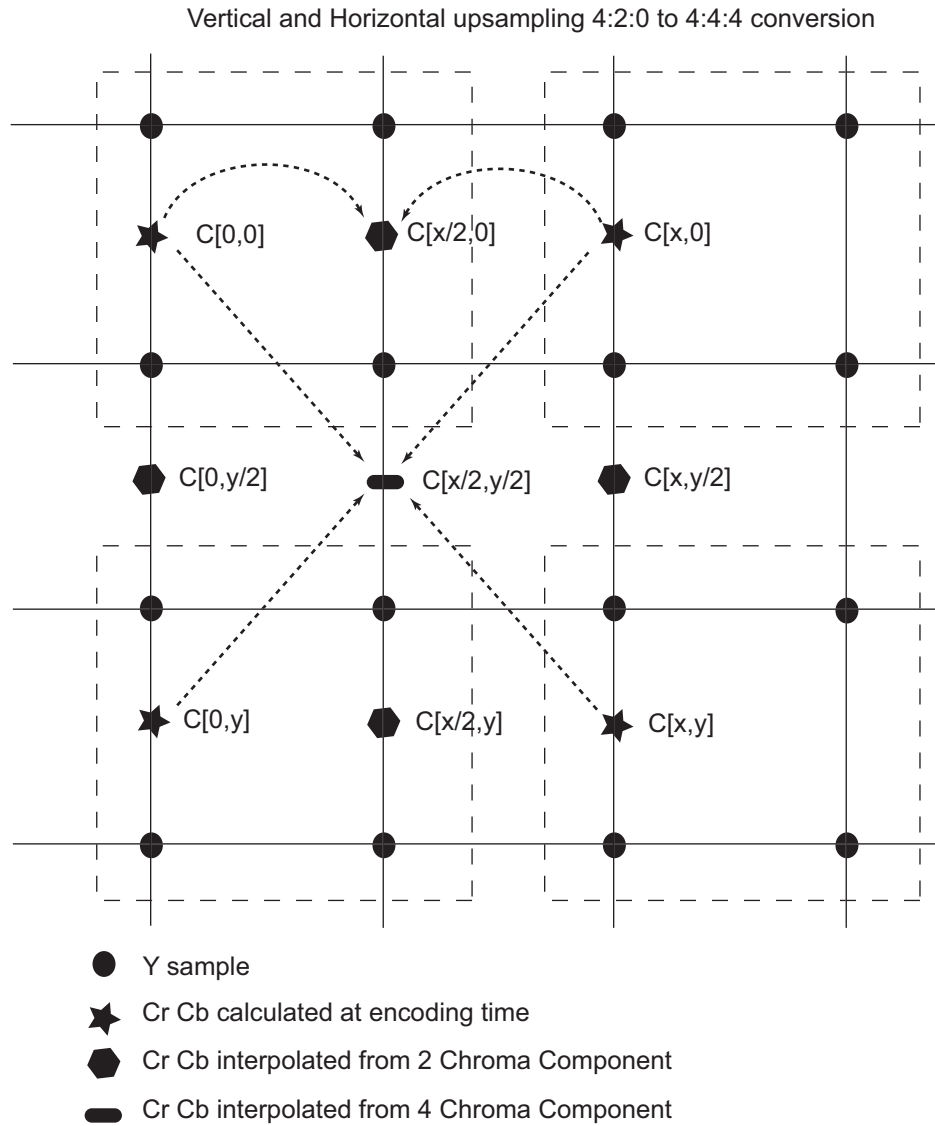 Vertical and Horizontal upsampling 4:2:0 to 4:4:4 conversion
C[0,0] C[x/2,0] C[x,0]
C[0,y/2] C[x/2,y/2] C[x,y/2]
C[0,y] C[x/2,y] C[x,y]
Y sample
Cr Cb calculated at encoding time
Cr Cb interpolated from 2 Chroma Component
Cr Cb interpolated from 4 Chroma Component